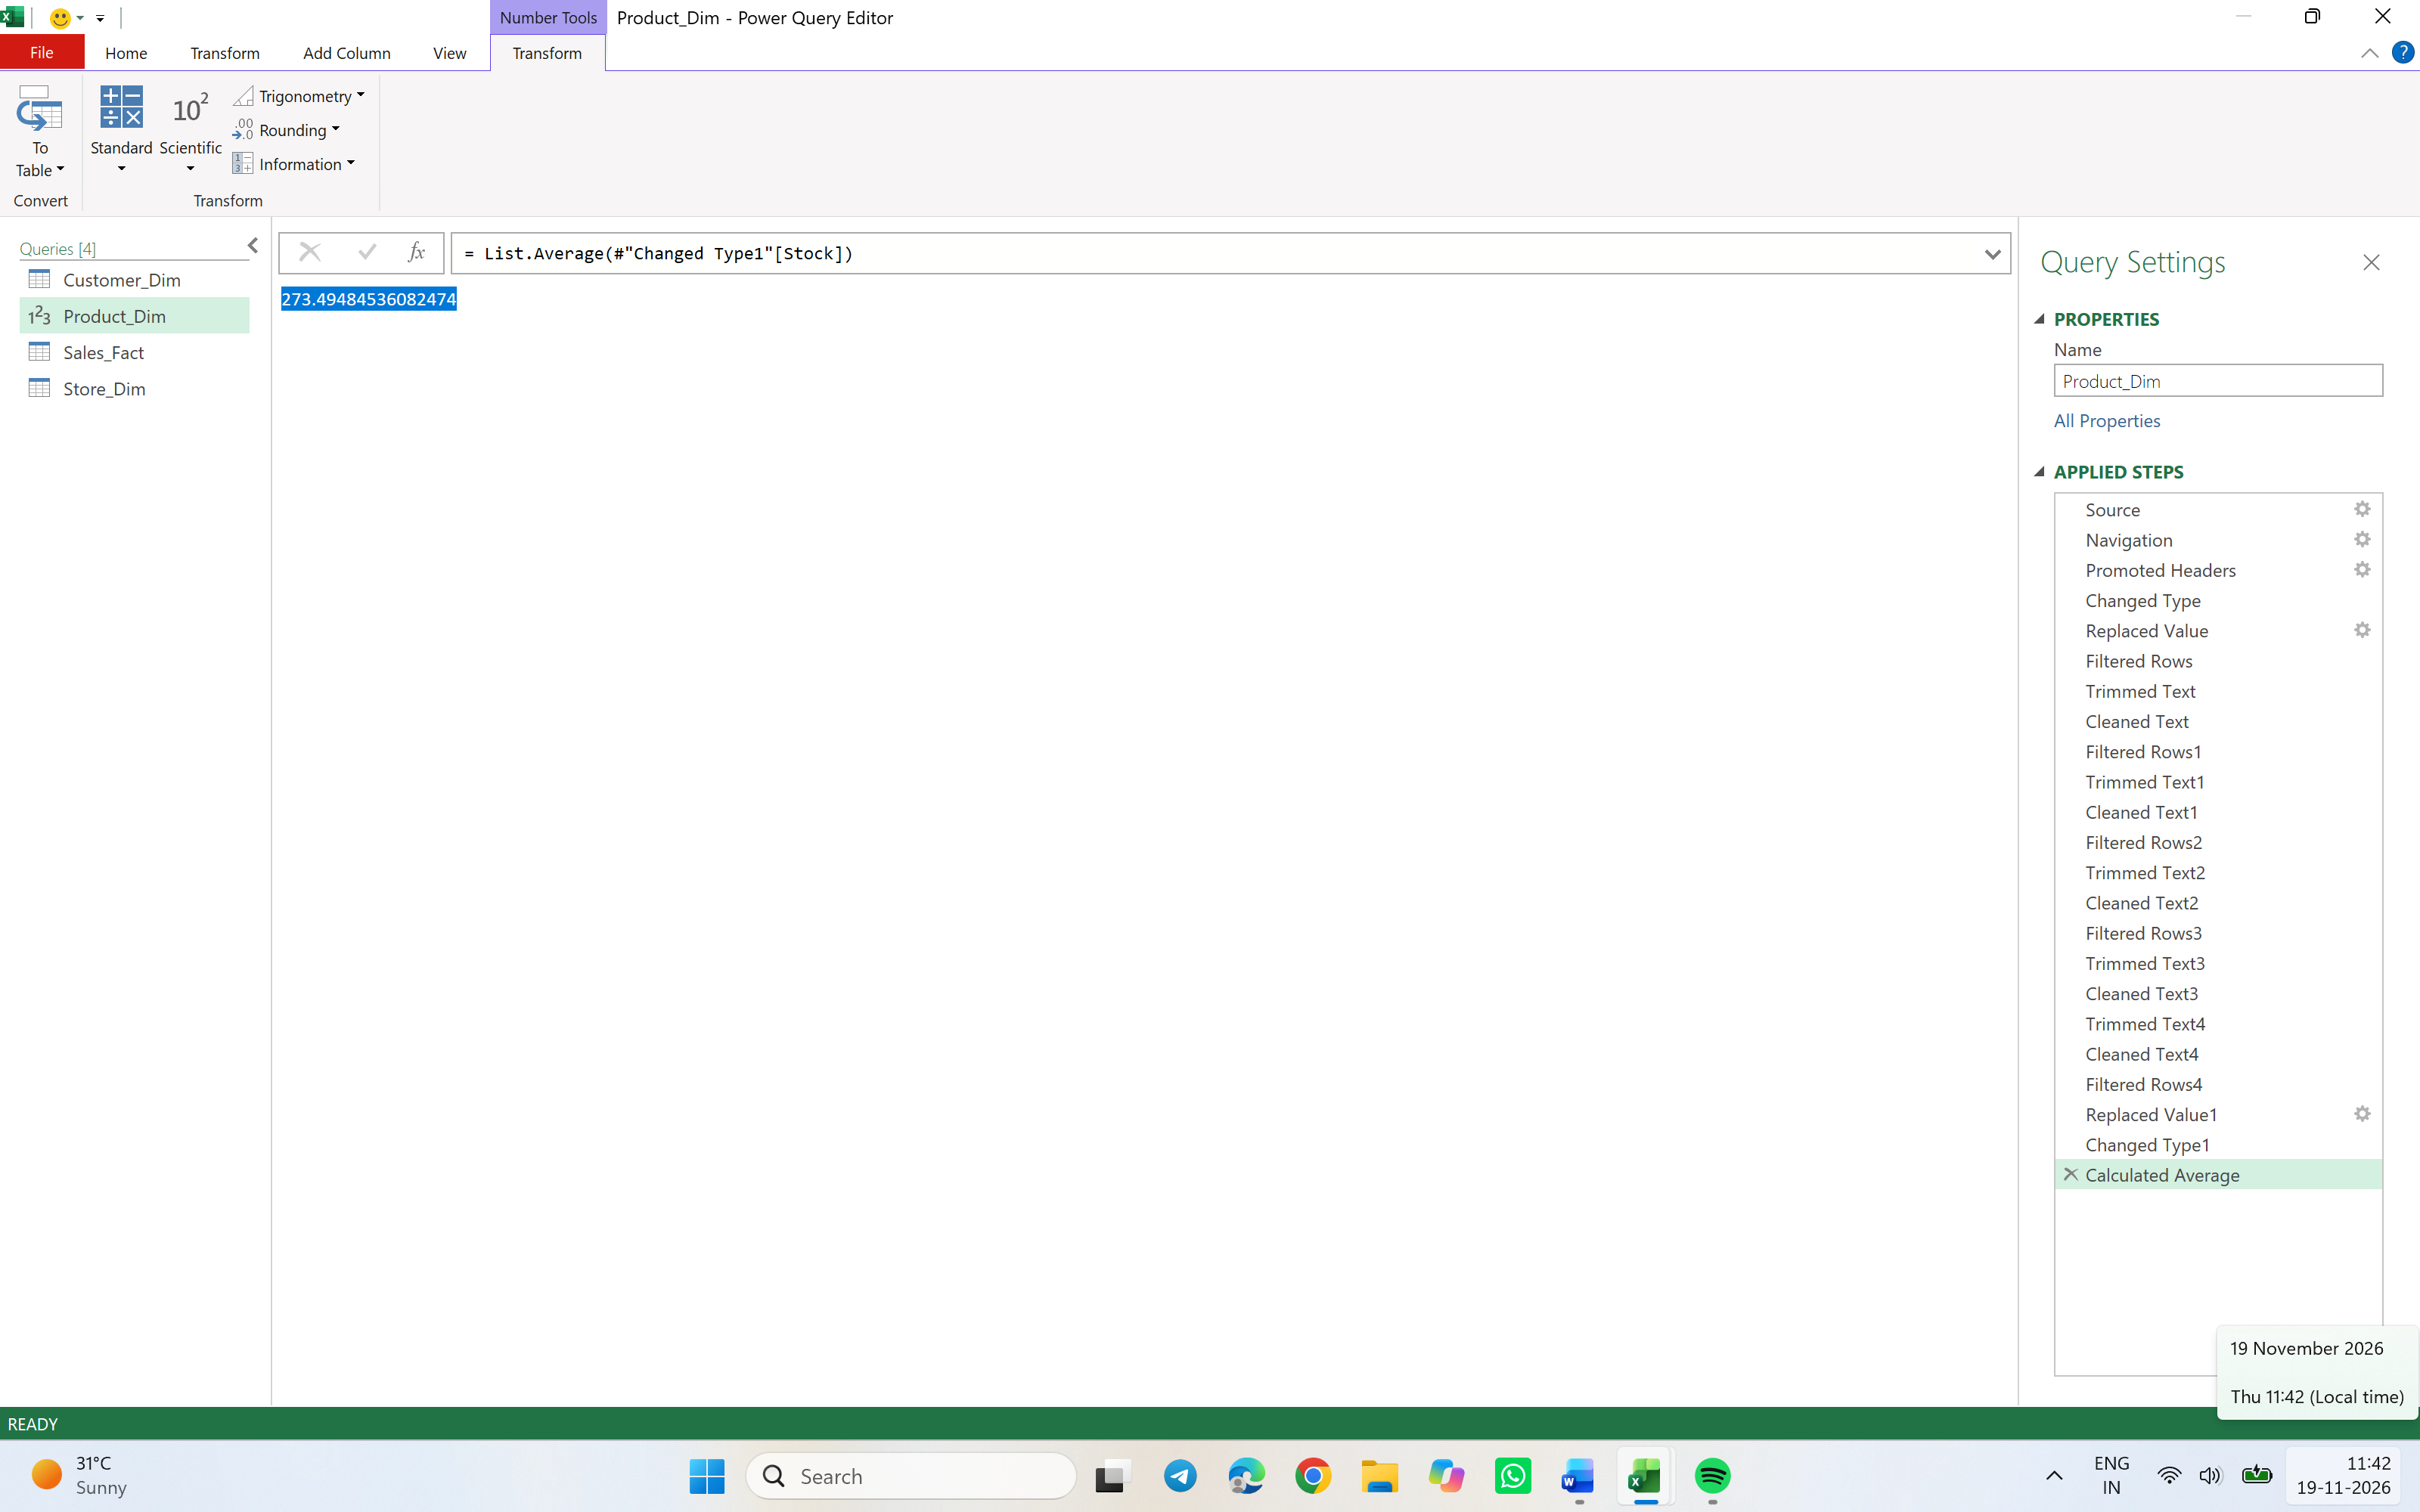 Number Tools
Product_Dim - Power Query Editor
File
Home
Transform
Add Column
View
Transform
?
To
Table
Standard
10²
Scientific
Trigonometry
.00
.0
Rounding
Information
Convert
Transform
Queries [4]
Customer_Dim
1²3 Product_Dim
Sales_Fact
Store_Dim
fx
= List.Average(#"Changed Type1"[Stock])
273.49484536082474
Query Settings
PROPERTIES
Name
Product_Dim
All Properties
APPLIED STEPS
Source
Navigation
Promoted Headers
Changed Type
Replaced Value
Filtered Rows
Trimmed Text
Cleaned Text
Filtered Rows1
Trimmed Text1
Cleaned Text1
Filtered Rows2
Trimmed Text2
Cleaned Text2
Filtered Rows3
Trimmed Text3
Cleaned Text3
Trimmed Text4
Cleaned Text4
Filtered Rows4
Replaced Value1
Changed Type1
Calculated Average
19 November 2026
Thu 11:42 (Local time)
READY
31°C
Sunny
Search
ENG
IN
11:42
19-11-2026